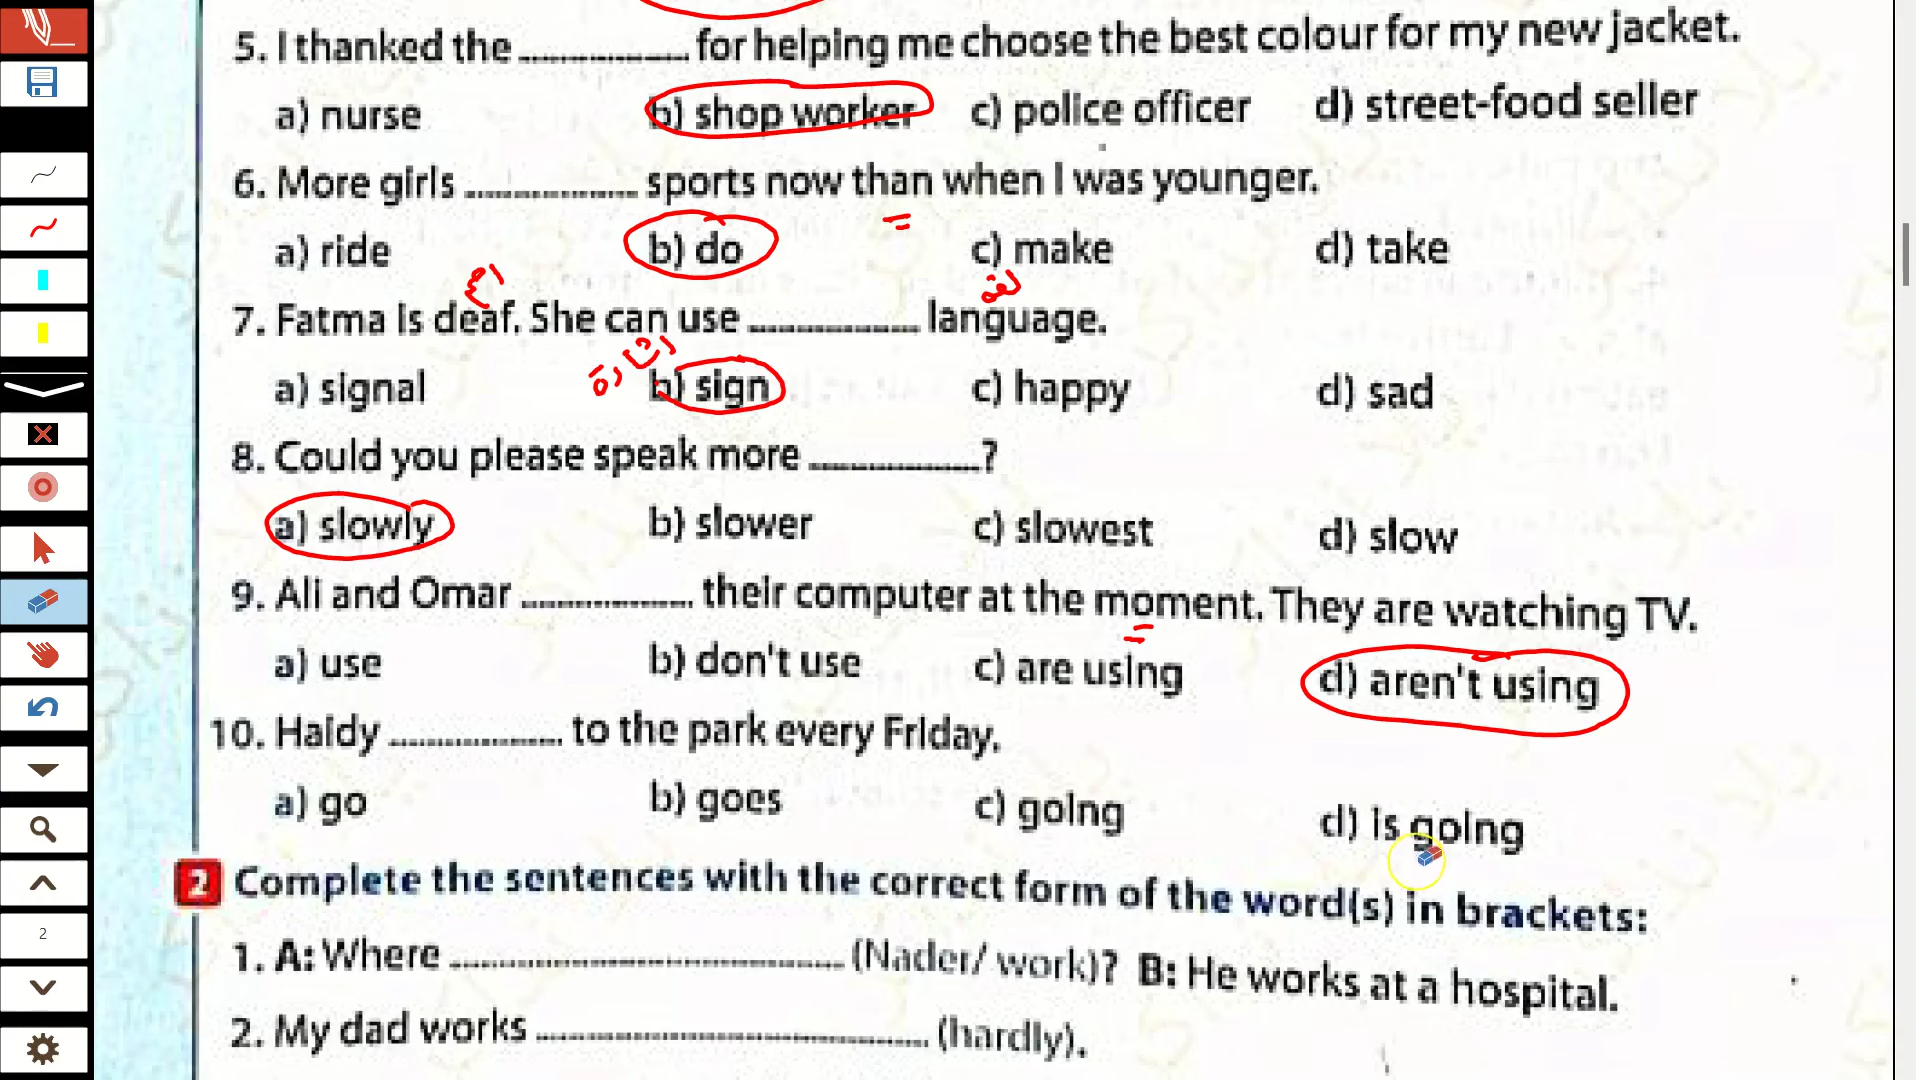 5. I thanked the .................... for helping me choose the best colour for my new jacket.
a) nurse b) shop worker c) police officer d) street-food seller
6. More girls .................... sports now than when I was younger.
a) ride b) do c) make d) take
7. Fatma is deaf. She can use .................... language.
a) signal b) sign c) happy d) sad
8. Could you please speak more ....................?
a) slowly b) slower c) slowest d) slow
9. Ali and Omar .................... their computer at the moment. They are watching TV.
a) use b) don't use c) are using d) aren't using
10. Haidy .................... to the park every Friday.
a) go b) goes c) going d) is going
2 Complete the sentences with the correct form of the word(s) in brackets:
1. A: Where .................... (Nader/ work)? B: He works at a hospital.
2. My dad works .................... (hardly).
2